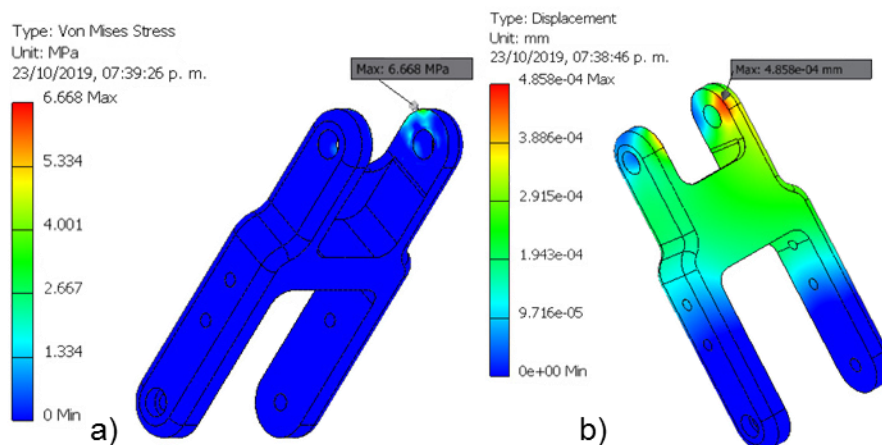 Type: Von Mises Stress
Unit: MPa
23/10/2019, 07:39:26 p. m.
6.668 Max
5.334
4.001
2.667
1.334
0 Min
Max: 6.668 MPa
a)
Type: Displacement
Unit: mm
23/10/2019, 07:38:46 p. m.
4.858e-04 Max
3.886e-04
2.915e-04
1.943e-04
9.716e-05
0e+00 Min
Max: 4.858e-04 mm
b)